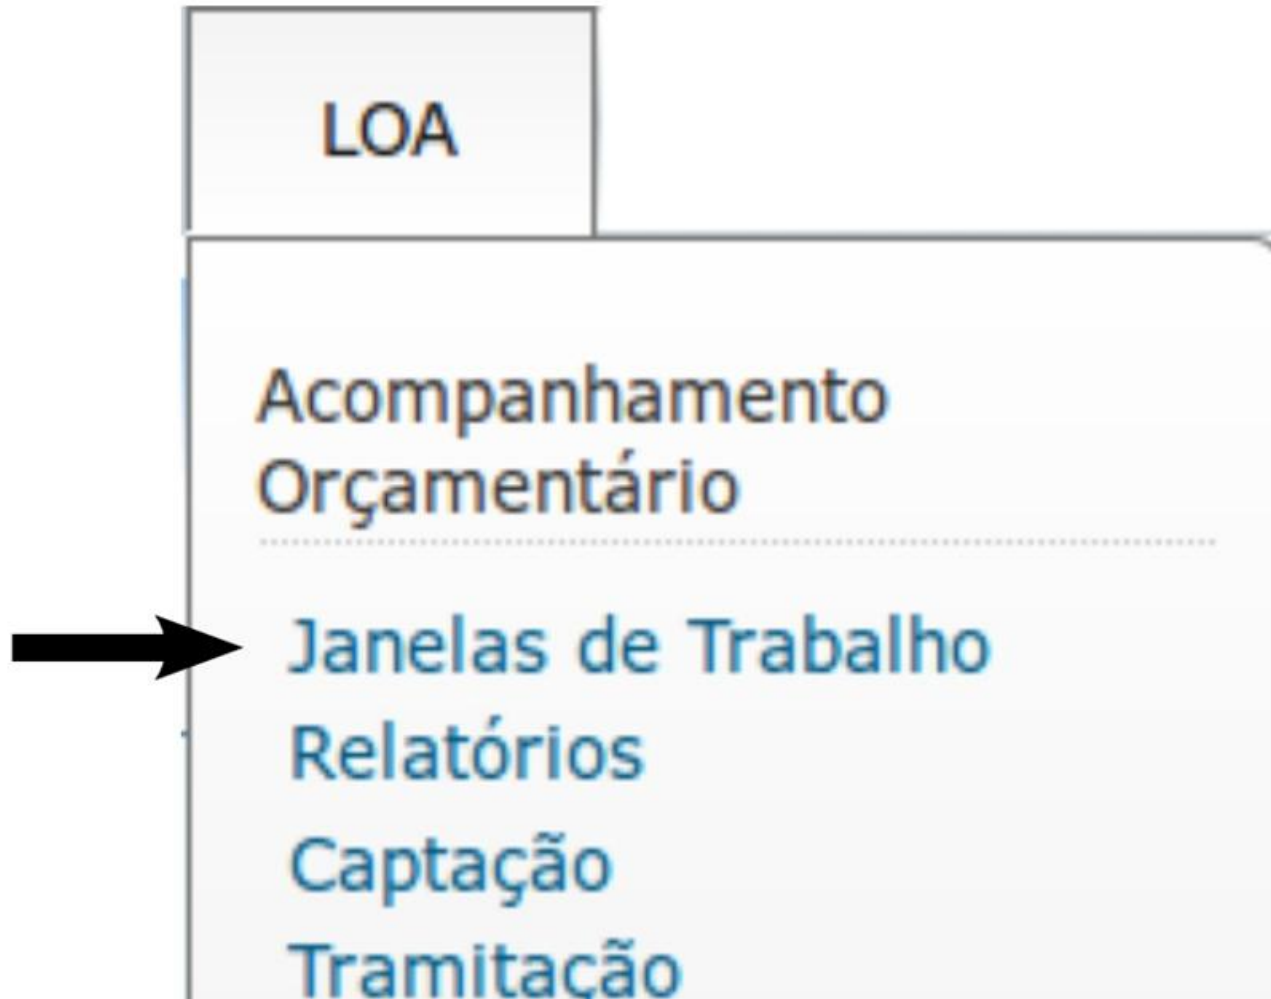 LOA
Acompanhamento
Orçamentário
Janelas de Trabalho
Relatórios
Captação
Tramitação